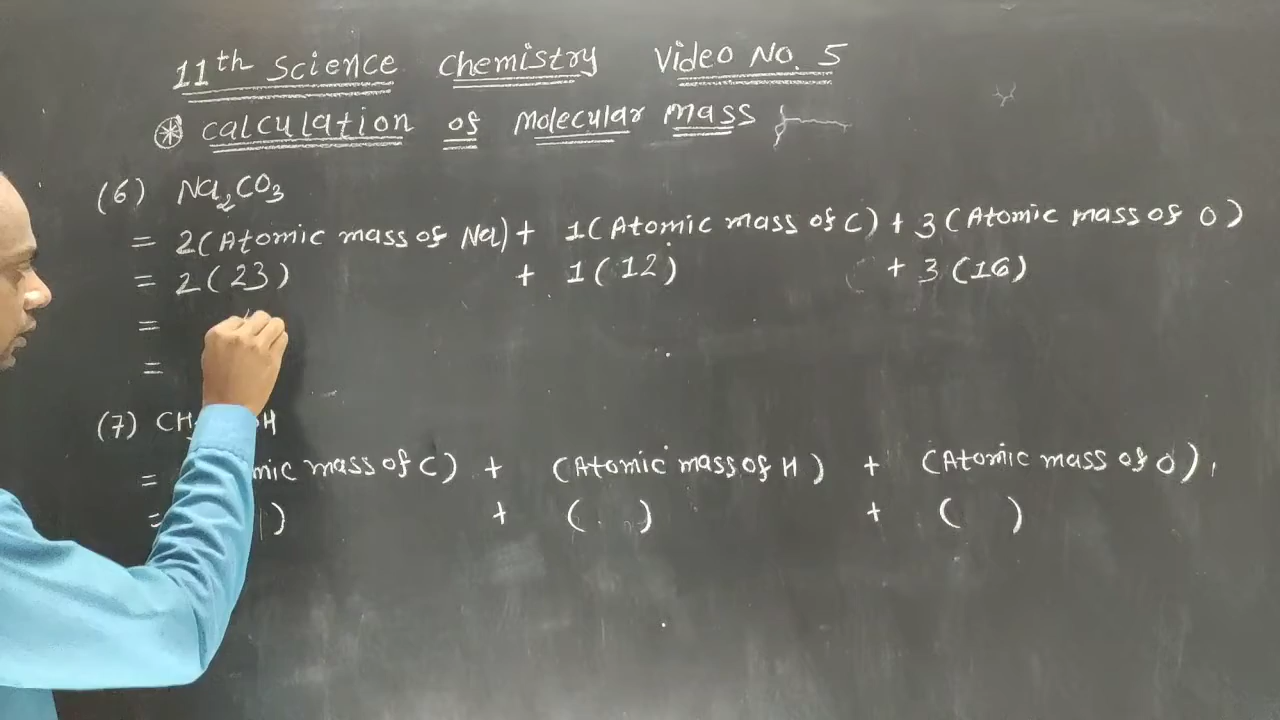 11th Science Chemistry Video No. 5
* Calculation of Molecular Mass
(6) Na2CO3
= 2(Atomic mass of Na) + 1(Atomic mass of C) + 3(Atomic mass of O)
= 2(23) + 1(12) + 3(16)
=
=
(7) CH H
= mass of C) + (Atomic mass of H) + (Atomic mass of O)
= ) + ( ) + ( )